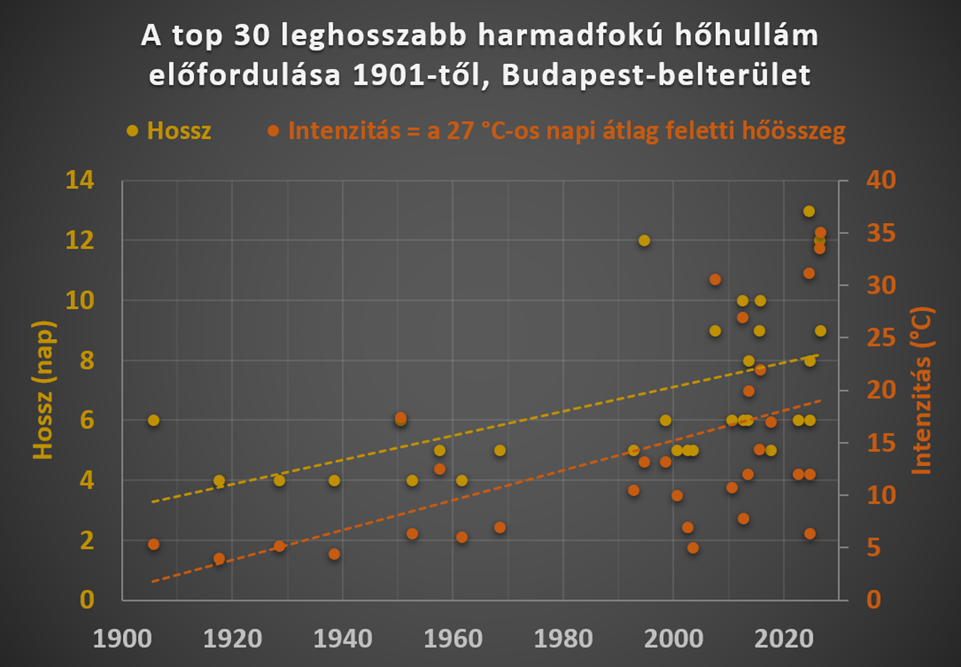 A top 30 leghosszabb harmadfokú hőhullám
előfordulása 1901-től, Budapest-belterület
Hossz
Intenzitás = a 27 °C-os napi átlag feletti hőösszeg
14
12
10
8
6
4
2
0
Hossz (nap)
40
35
30
25
20
15
10
5
0
Intenzitás (°C)
1900 1920 1940 1960 1980 2000 2020